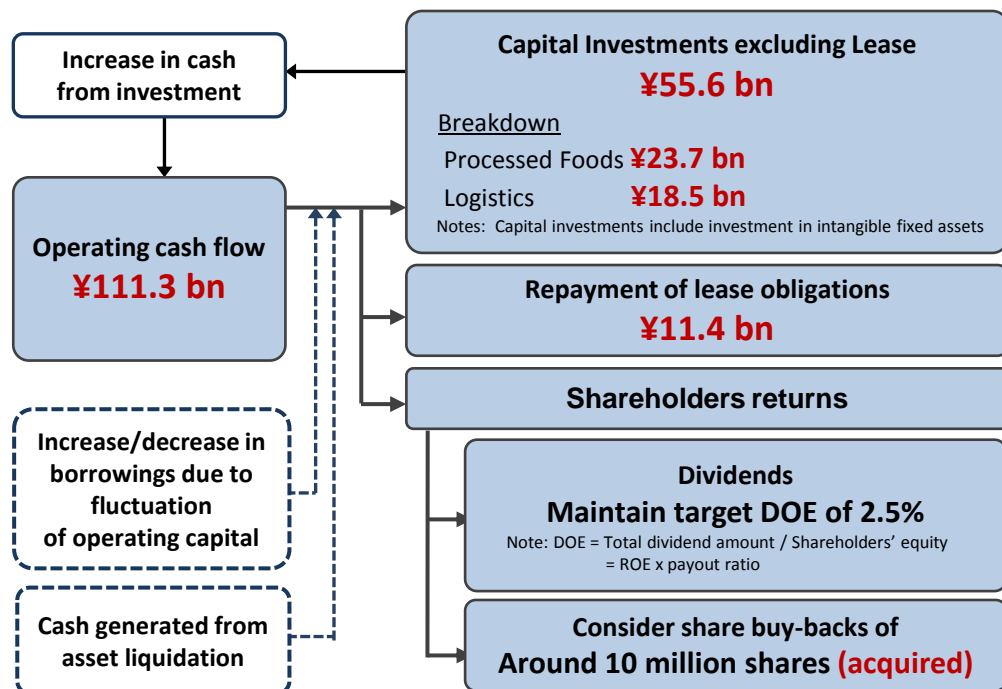 Increase in cash
from investment
Operating cash flow
¥111.3 bn
Increase/decrease in
borrowings due to
fluctuation
of operating capital
Cash generated from
asset liquidation
Capital Investments excluding Lease
¥55.6 bn
Breakdown
Processed Foods ¥23.7 bn
Logistics ¥18.5 bn
Notes: Capital investments include investment in intangible fixed assets
Repayment of lease obligations
¥11.4 bn
Shareholders returns
Dividends
Maintain target DOE of 2.5%
Note: DOE = Total dividend amount / Shareholders’ equity
= ROE x payout ratio
Consider share buy-backs of
Around 10 million shares (acquired)